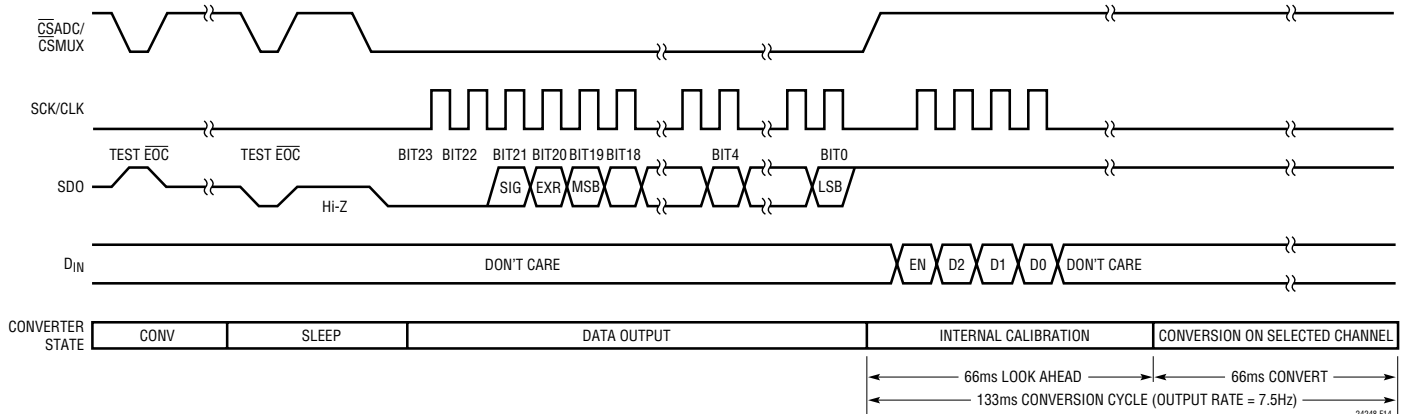 CSADC/
CSMUX
SCK/CLK
TEST EOC TEST EOC BIT23 BIT22 BIT21 BIT20 BIT19 BIT18 BIT4 BIT0
SDO SIG EXR MSB LSB
Hi-Z
DIN DON'T CARE EN D2 D1 D0 DON'T CARE
CONVERTER STATE CONV SLEEP DATA OUTPUT INTERNAL CALIBRATION CONVERSION ON SELECTED CHANNEL
66ms LOOK AHEAD 66ms CONVERT
133ms CONVERSION CYCLE (OUTPUT RATE = 7.5Hz)
24248 F14